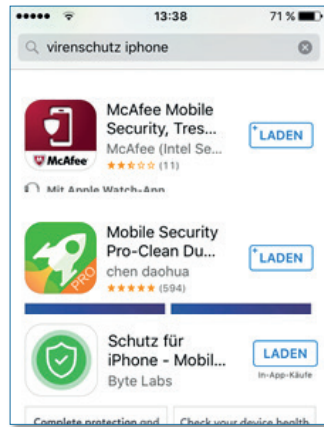 13:38
71 %
virenschutz iphone
McAfee Mobile
Security, Tres...
McAfee (Intel Se...
(11)
+LADEN
McAfee
Mit Apple Watch-App
Mobile Security
Pro-Clean Du...
chen daohua
(594)
+LADEN
PRO
Schutz für
iPhone - Mobil...
Byte Labs
LADEN
In-App-Käufe
Complete protection and
Check your device health